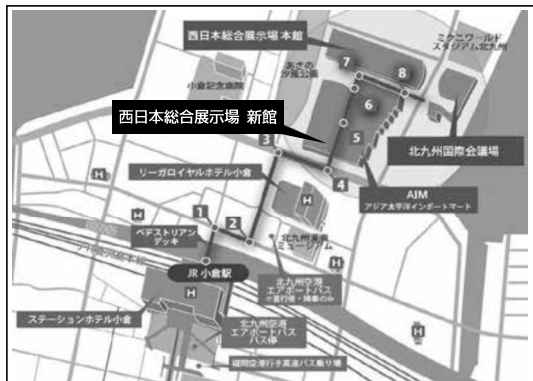 西日本総合展示場 本館
ミクニワールド
スタジアム北九州
あさの
汐風公園
7
8
小倉記念病院
6
西日本総合展示場 新館
5
北九州国際会議場
3
4
リーガロイヤルホテル小倉
AIM
アジア太平洋インポートマート
H
H
H
1
2
ペデストリアン
デッキ
北九州漫画
ミュージアム
JR 小倉駅
H
北九州空港
エアポートバス
H
H
ステーションホテル小倉
北九州空港
エアポートバス
バス停
福岡空港行き高速バス乗り場